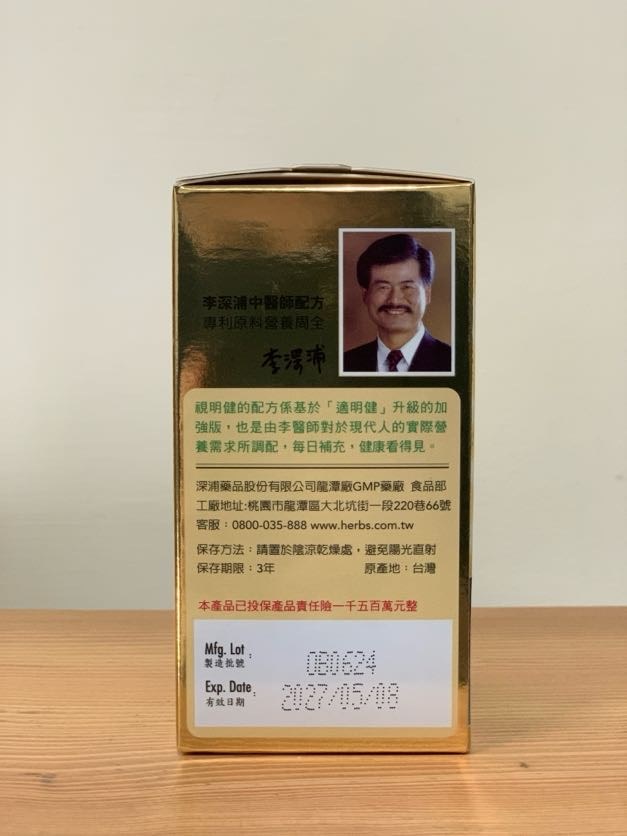 李深浦中醫師配方
專利原料營養周全
李深浦
視明健的配方係基於「適明健」升級的加
強版，也是由李醫師對於現代人的實際營
養需求所調配，每日補充，健康看得見。
深浦藥品股份有限公司龍潭廠GMP藥廠 食品部
工廠地址:桃園市龍潭區大北坑街一段220巷66號
客服：0800-035-888 www.herbs.com.tw
保存方法：請置於陰涼乾燥處，避免陽光直射
保存期限：3年 原產地：台灣
本產品已投保產品責任險一千五百萬元整
Mfg. Lot : 0B0624
製造批號
Exp. Date : 2027/05/08
有效日期